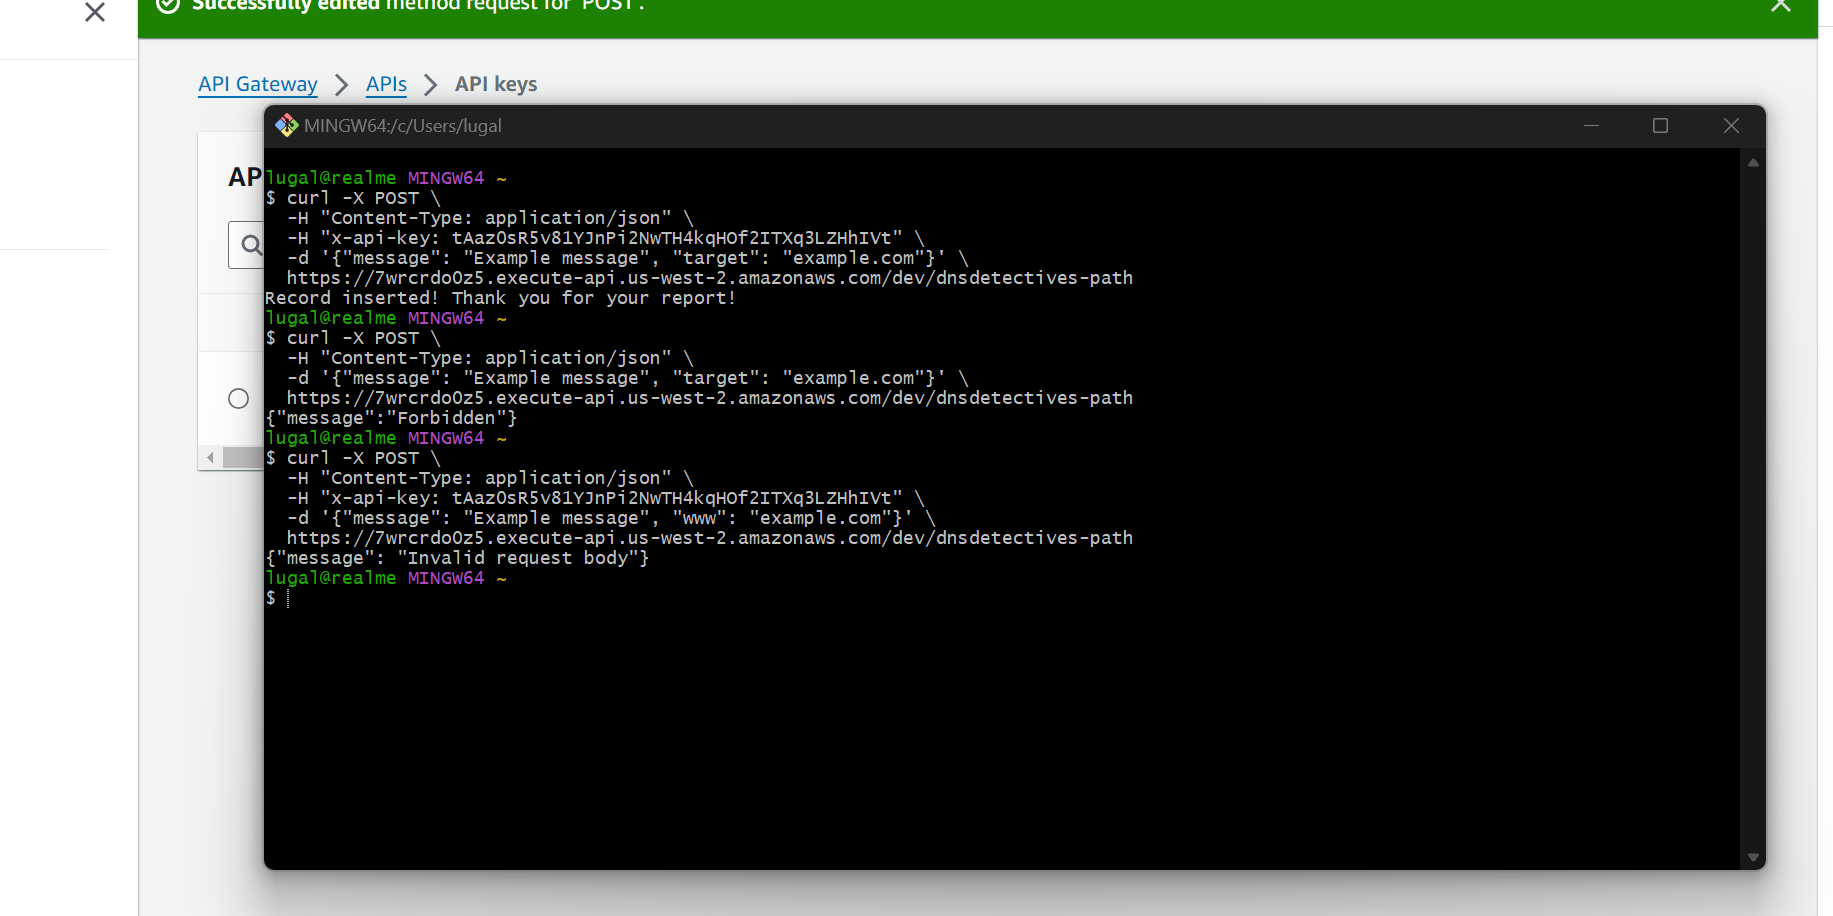 Successfully edited method request for 'POST'.
API Gateway > APIs > API keys
MINGW64:/c/Users/lugal
AP
lugal@realme MINGW64 ~
$ curl -X POST \
  -H "Content-Type: application/json" \
  -H "x-api-key: tAazOsR5v81YJnPi2NwTH4kqHOf2ITXq3LZHhIVt" \
  -d '{"message": "Example message", "target": "example.com"}' \
  https://7wrcrdo0z5.execute-api.us-west-2.amazonaws.com/dev/dnsdetectives-path
Record inserted! Thank you for your report!
lugal@realme MINGW64 ~
$ curl -X POST \
  -H "Content-Type: application/json" \
  -d '{"message": "Example message", "target": "example.com"}' \
  https://7wrcrdo0z5.execute-api.us-west-2.amazonaws.com/dev/dnsdetectives-path
{"message":"Forbidden"}
lugal@realme MINGW64 ~
$ curl -X POST \
  -H "Content-Type: application/json" \
  -H "x-api-key: tAazOsR5v81YJnPi2NwTH4kqHOf2ITXq3LZHhIVt" \
  -d '{"message": "Example message", "www": "example.com"}' \
  https://7wrcrdo0z5.execute-api.us-west-2.amazonaws.com/dev/dnsdetectives-path
{"message": "Invalid request body"}
lugal@realme MINGW64 ~
$